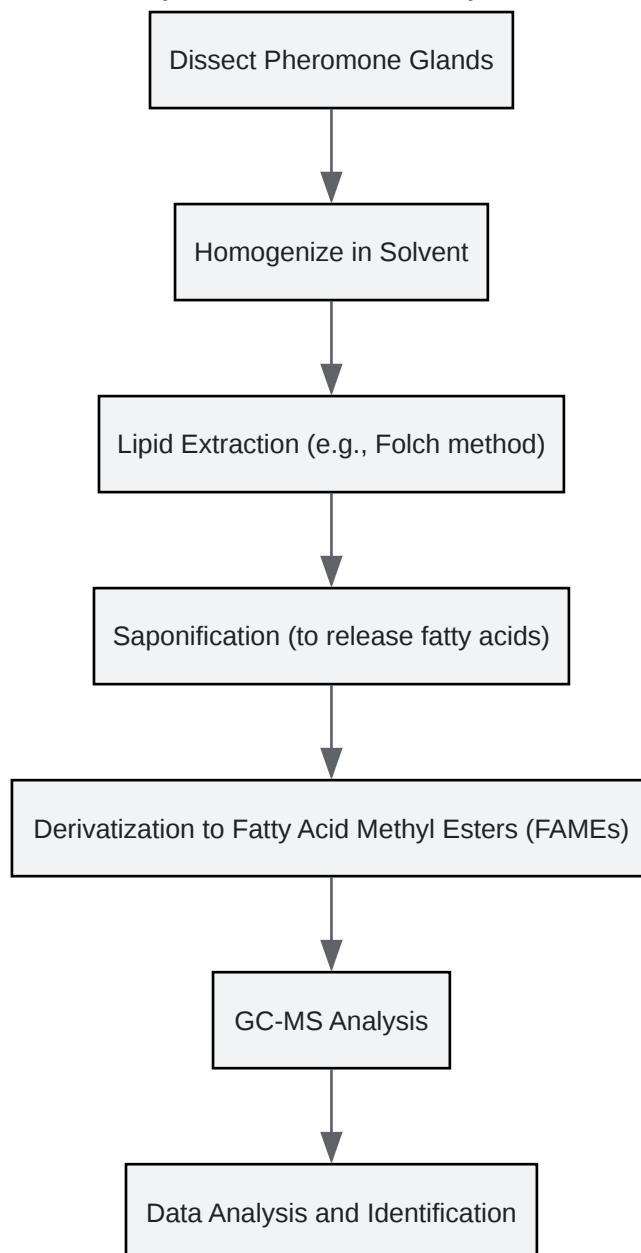 Dissect Pheromone Glands
Homogenize in Solvent
Lipid Extraction (e.g., Folch method)
Saponification (to release fatty acids)
Derivatization to Fatty Acid Methyl Esters (FAMEs)
GC-MS Analysis
Data Analysis and Identification